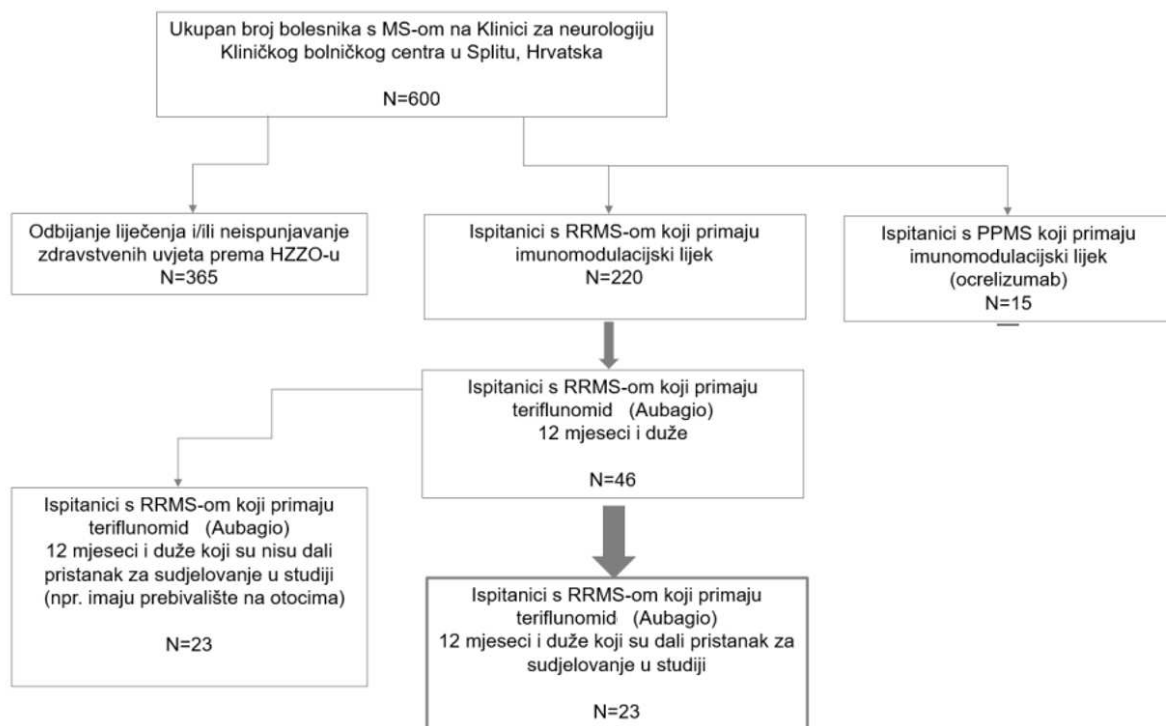 Ukupan broj bolesnika s MS-om na Klinici za neurologiju
Kliničkog bolničkog centra u Splitu, Hrvatska
N=600
Odbijanje liječenja i/ili neispunjavanje
zdravstvenih uvjeta prema HZZO-u
N=365
Ispitanici s RRMS-om koji primaju
imunomodulacijski lijek
N=220
Ispitanici s PPMS koji primaju
imunomodulacijski lijek
(ocrelizumab)
N=15
Ispitanici s RRMS-om koji primaju
teriflunomid (Aubagio)
12 mjeseci i duže
N=46
Ispitanici s RRMS-om koji primaju
teriflunomid (Aubagio)
12 mjeseci i duže koji su nisu dali
pristanak za sudjelovanje u studiji
(npr. imaju prebivalište na otocima)
N=23
Ispitanici s RRMS-om koji primaju
teriflunomid (Aubagio)
12 mjeseci i duže koji su dali pristanak za
sudjelovanje u studiji
N=23